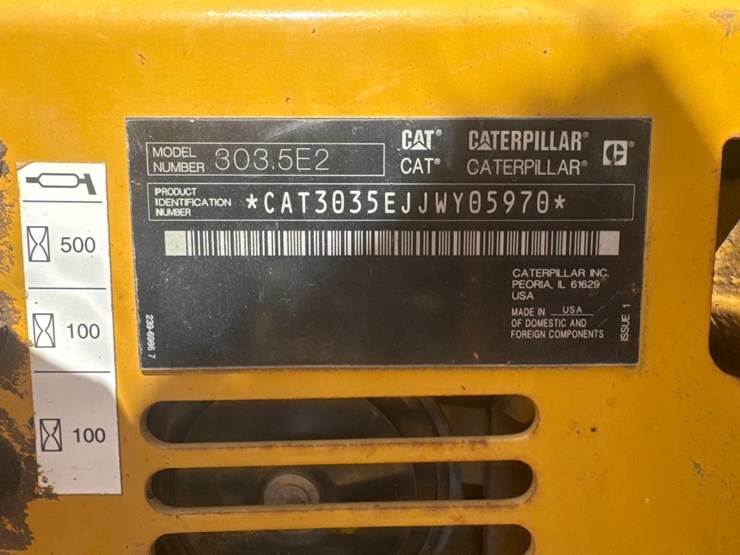 CAT® CATERPILLAR®
CAT® CATERPILLAR®
MODEL NUMBER 303.5E2
PRODUCT IDENTIFICATION NUMBER *CAT3035EJJWY05970*
CATERPILLAR INC.
PEORIA, IL 61629
USA
MADE IN USA
OF DOMESTIC AND
FOREIGN COMPONENTS
ISSUE 1
239-6986 7
500
100
100